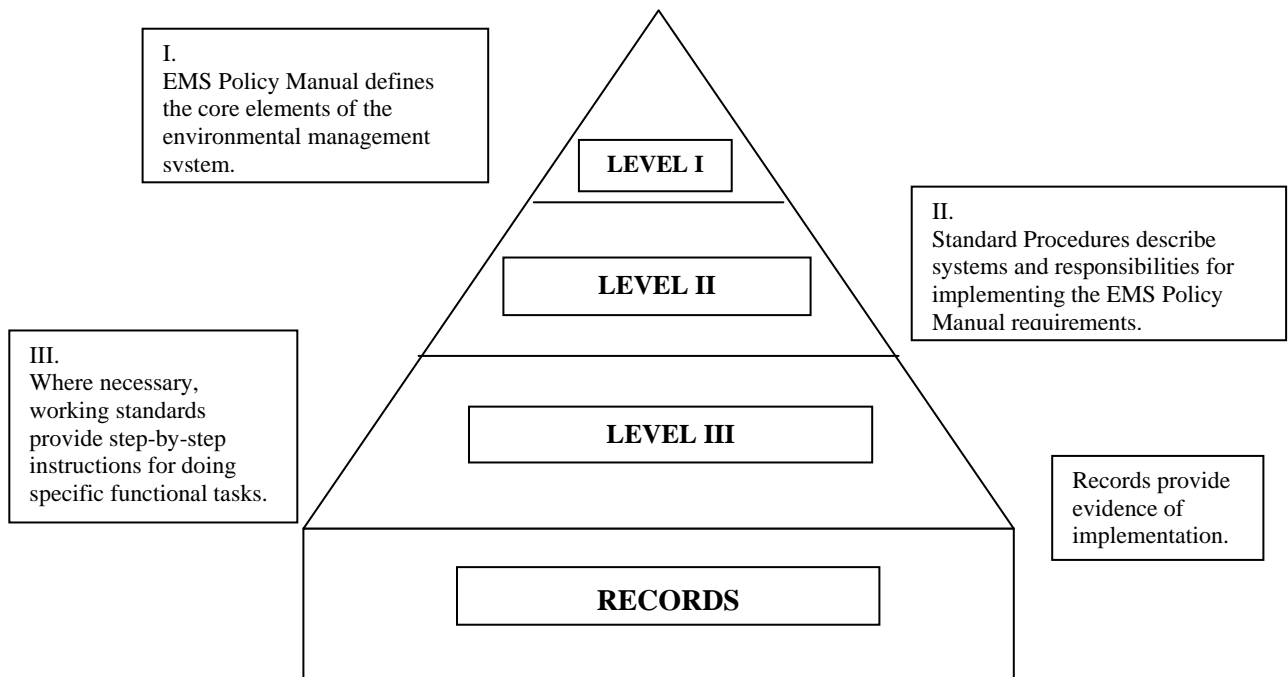 I.
EMS Policy Manual defines
the core elements of the
environmental management
system.
LEVEL I
II.
Standard Procedures describe
systems and responsibilities for
implementing the EMS Policy
Manual requirements.
LEVEL II
III.
Where necessary,
working standards
provide step-by-step
instructions for doing
specific functional tasks.
LEVEL III
Records provide
evidence of
implementation.
RECORDS